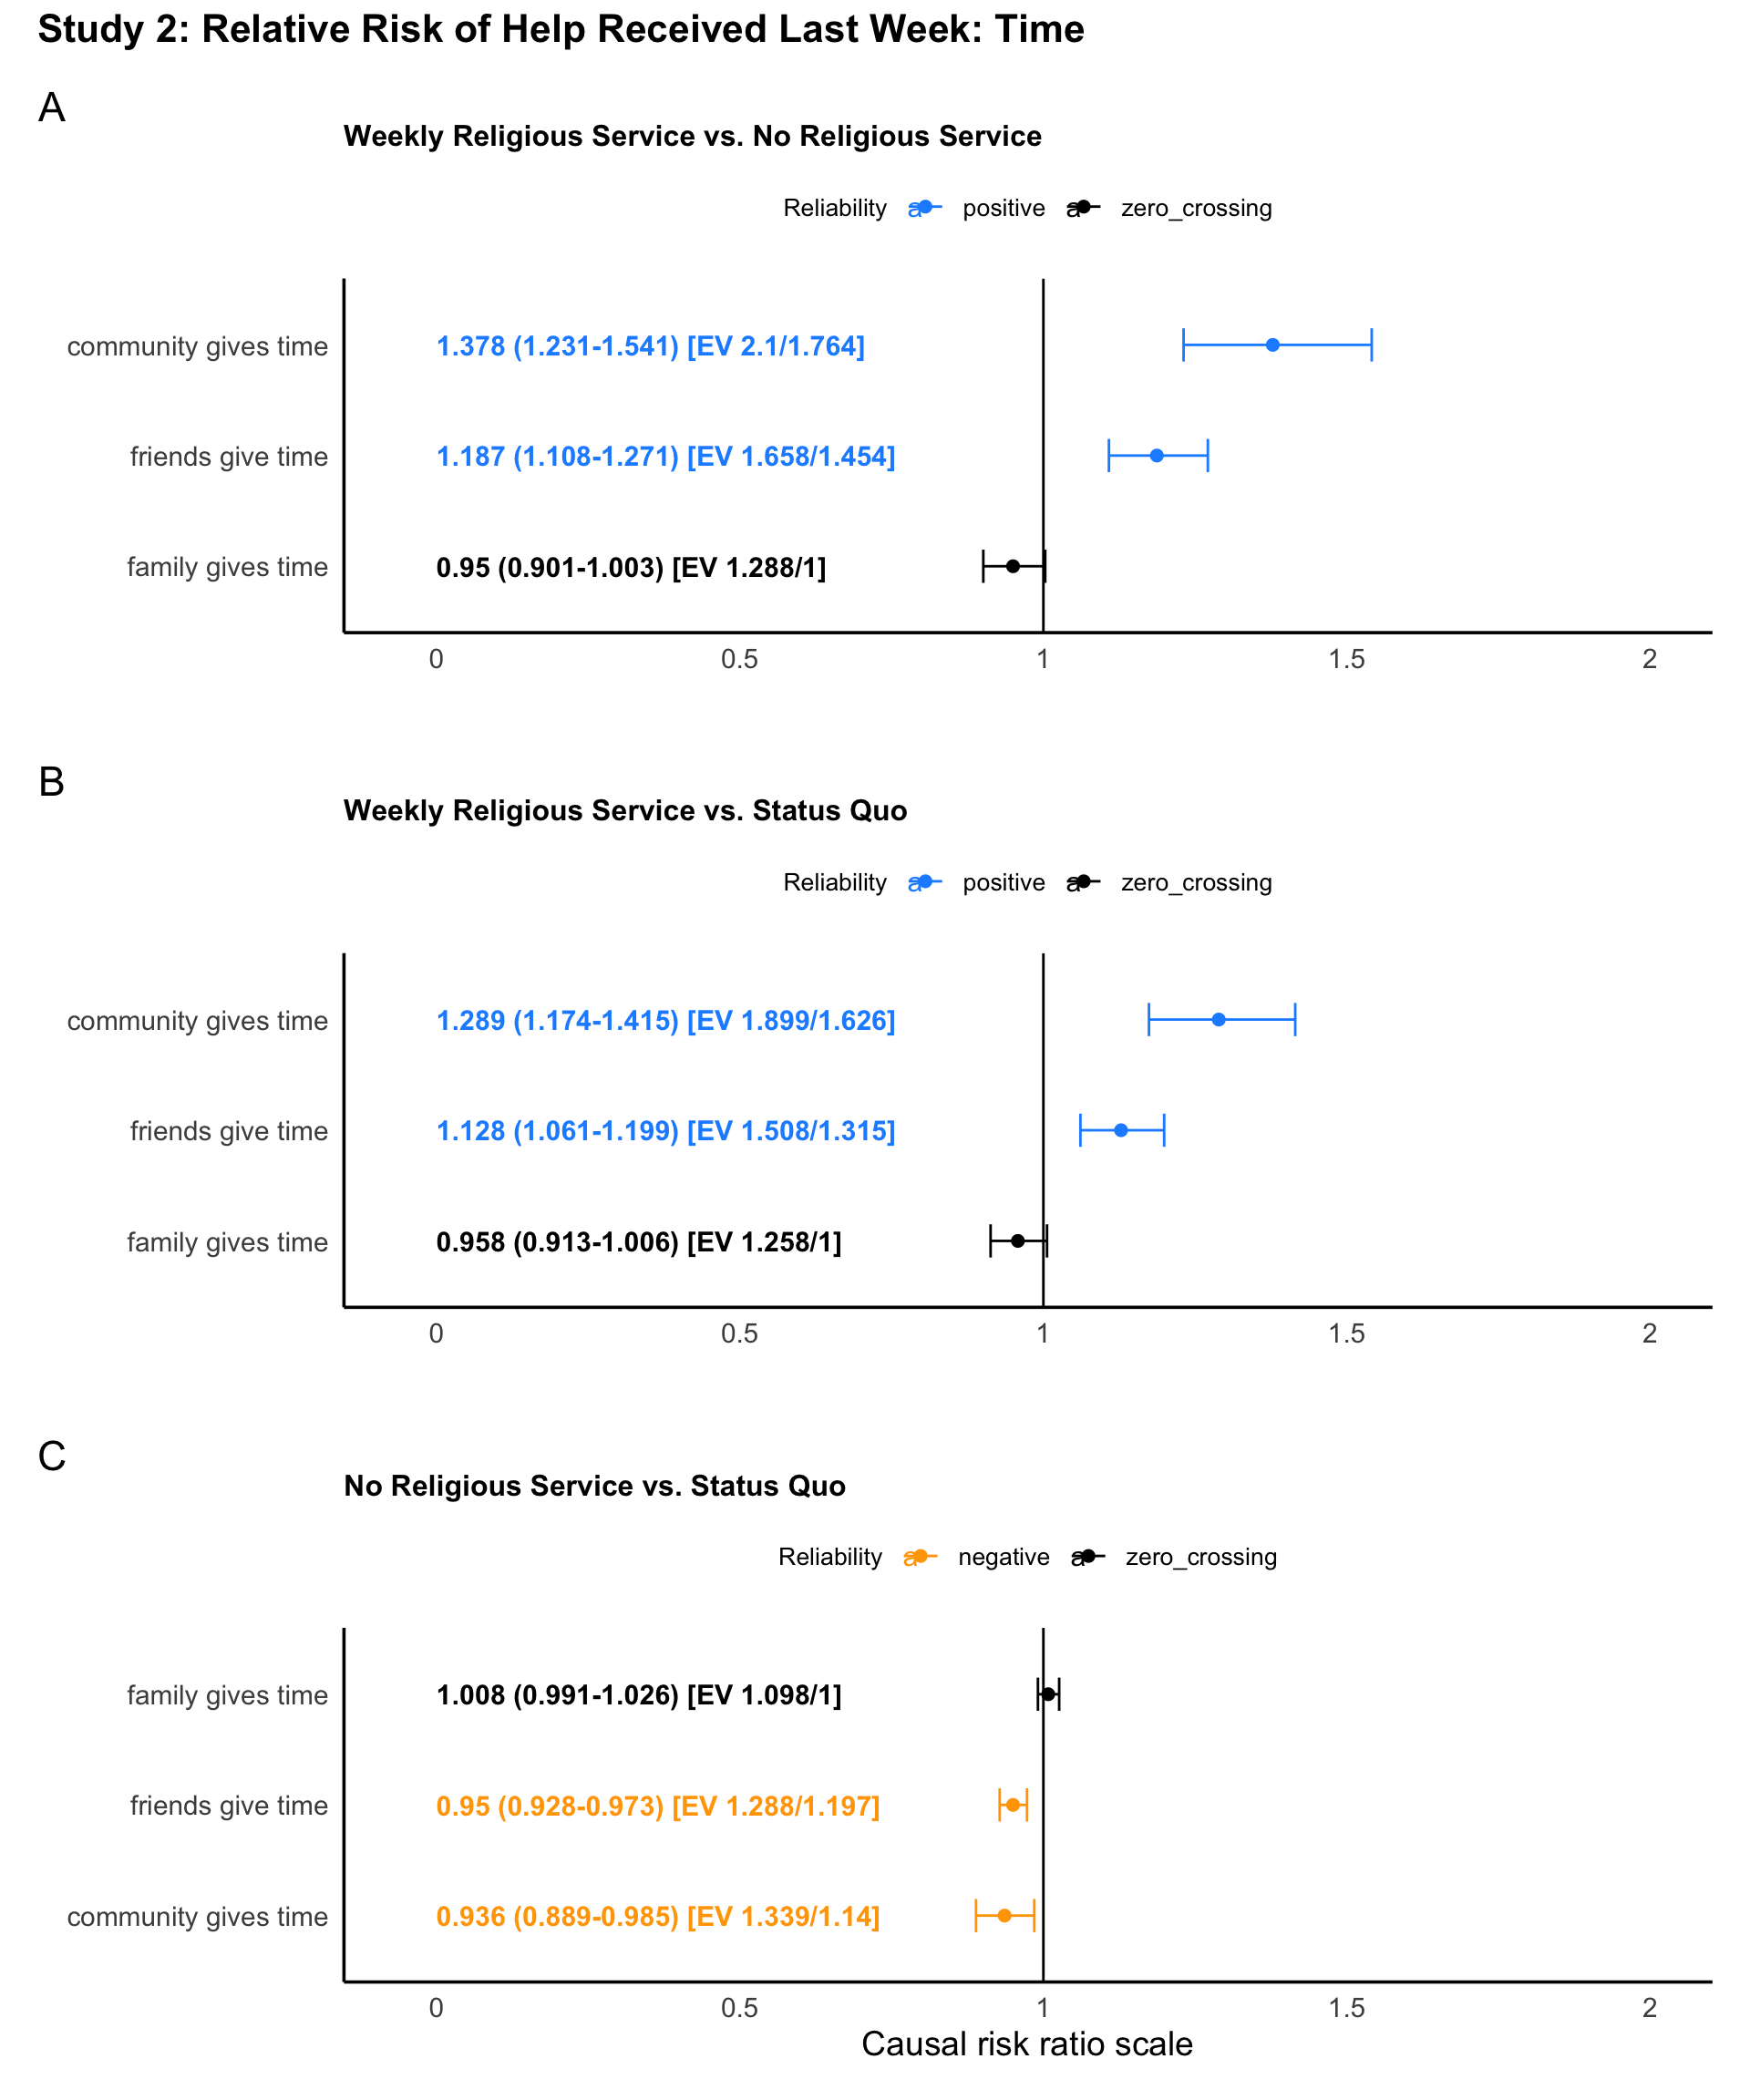 Study 2: Relative Risk of Help Received Last Week: Time
A
Weekly Religious Service vs. No Religious Service
Reliability a positive a zero_crossing
community gives time 1.378 (1.231-1.541) [EV 2.1/1.764]
friends give time 1.187 (1.108-1.271) [EV 1.658/1.454]
family gives time 0.95 (0.901-1.003) [EV 1.288/1]
0 0.5 1 1.5 2
B
Weekly Religious Service vs. Status Quo
Reliability a positive a zero_crossing
community gives time 1.289 (1.174-1.415) [EV 1.899/1.626]
friends give time 1.128 (1.061-1.199) [EV 1.508/1.315]
family gives time 0.958 (0.913-1.006) [EV 1.258/1]
0 0.5 1 1.5 2
C
No Religious Service vs. Status Quo
Reliability a negative a zero_crossing
family gives time 1.008 (0.991-1.026) [EV 1.098/1]
friends give time 0.95 (0.928-0.973) [EV 1.288/1.197]
community gives time 0.936 (0.889-0.985) [EV 1.339/1.14]
0 0.5 1 1.5 2
Causal risk ratio scale